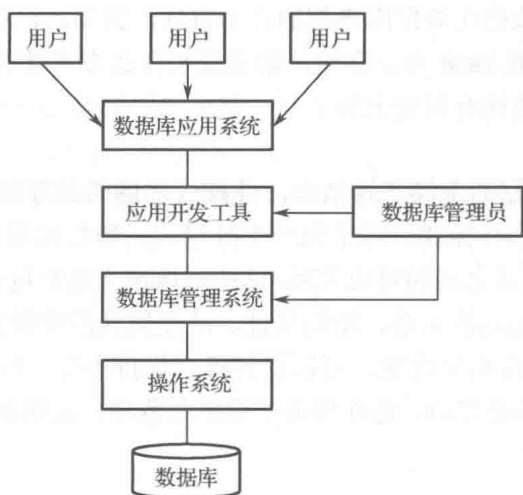 用户
用户
用户
数据库应用系统
应用开发工具
数据库管理员
数据库管理系统
操作系统
数据库